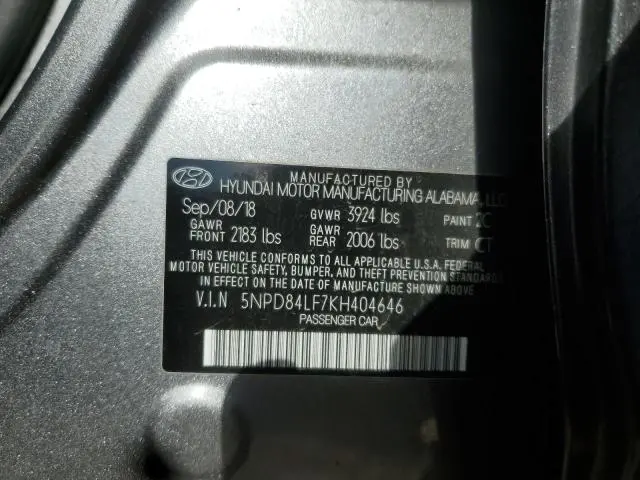 MANUFACTURED BY
HYUNDAI MOTOR MANUFACTURING ALABAMA, LLC
Sep/08/18 GVWR 3924 lbs PAINT 2C
GAWR FRONT 2183 lbs GAWR REAR 2006 lbs TRIM CT
THIS VEHICLE CONFORMS TO ALL APPLICABLE U.S.A. FEDERAL
MOTOR VEHICLE SAFETY, BUMPER, AND THEFT PREVENTION STANDARDS
IN EFFECT ON THE DATE OF MANUFACTURE SHOWN ABOVE.
V.I.N 5NPD84LF7KH404646
PASSENGER CAR